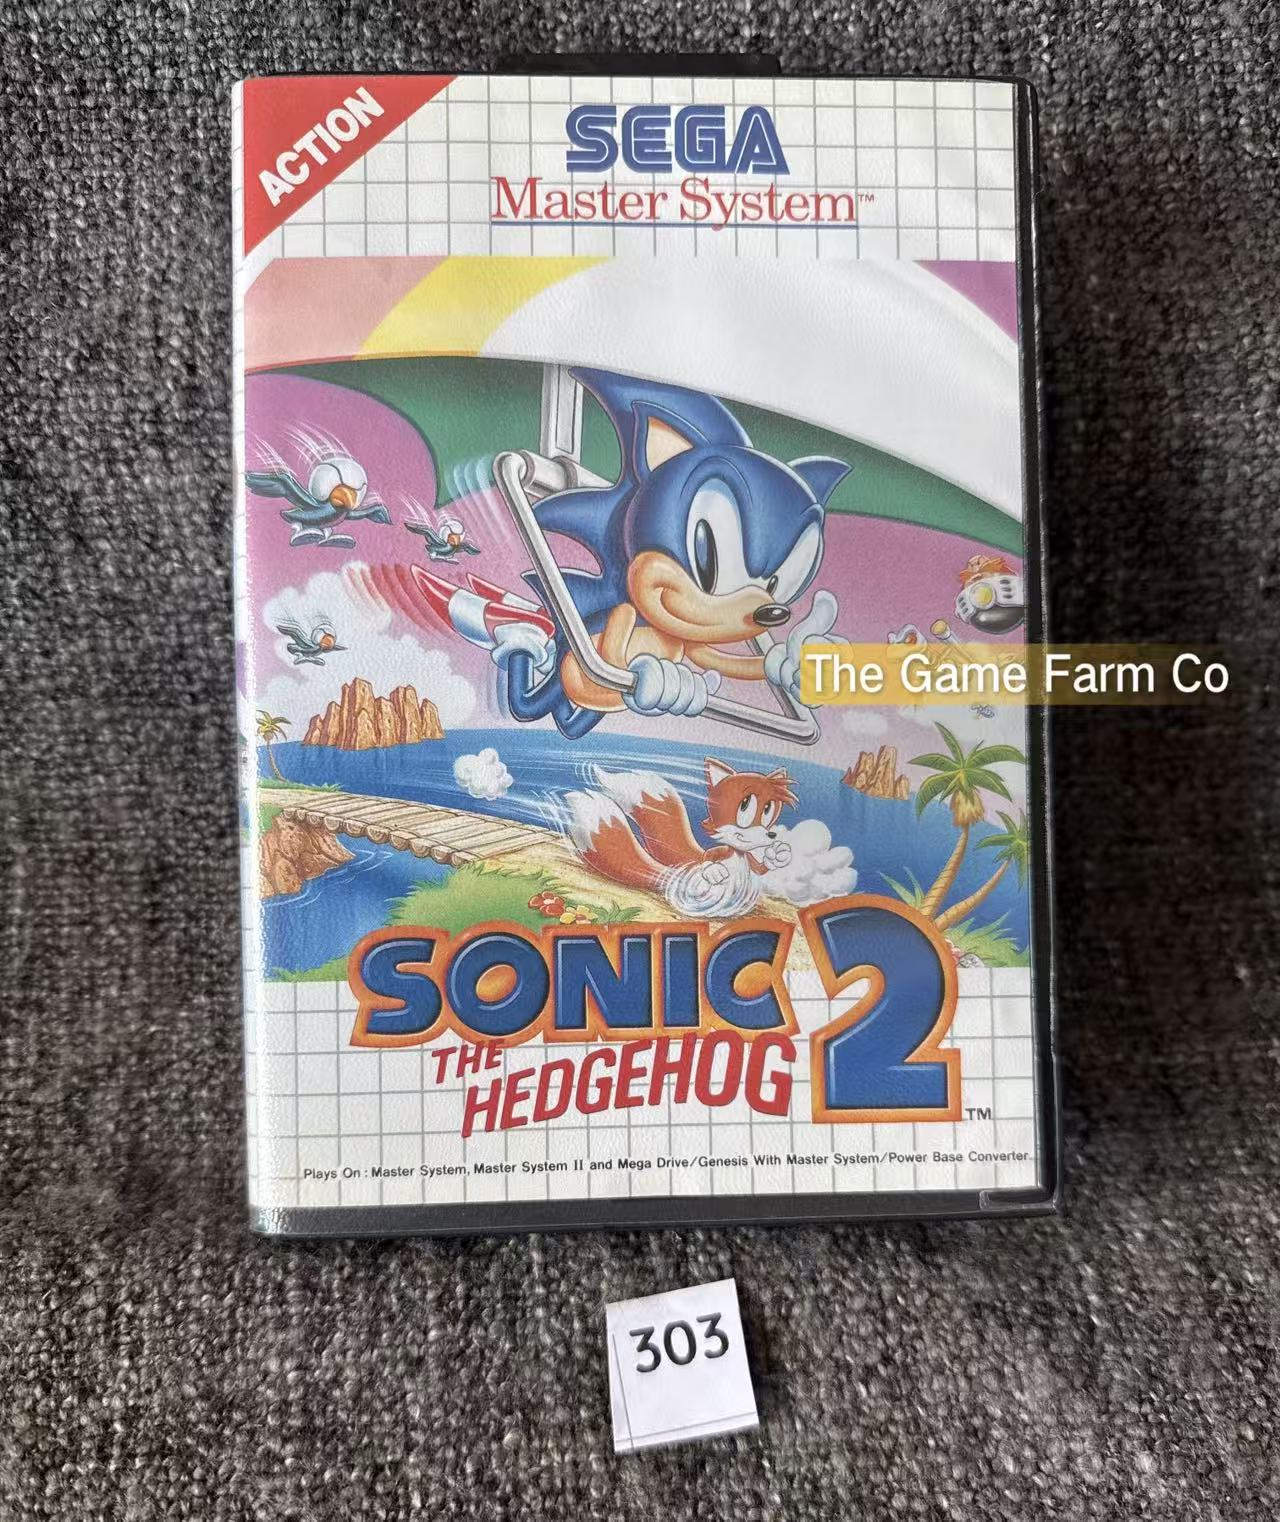 ACTION
SEGA
Master System™
The Game Farm Co
SONIC 2
THE
HEDGEHOG
TM
Plays On : Master System, Master System II and Mega Drive/Genesis With Master System/Power Base Converter.
303